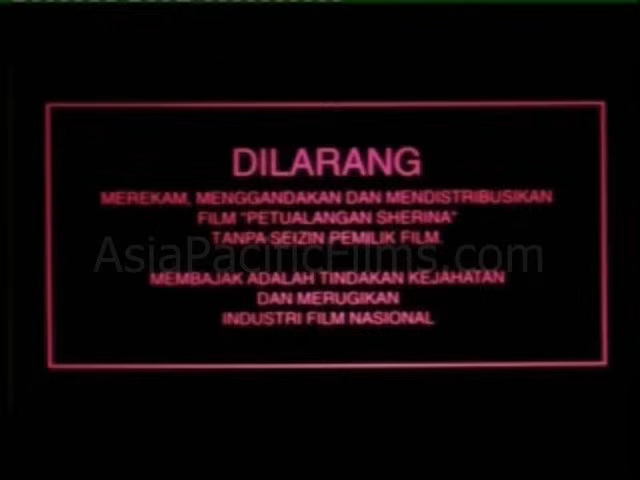 DILARANG
MEREKAM, MENGGANDAKAN DAN MENDISTRIBUSIKAN
FILM "PETUALANGAN SHERINA"
TANPA SEIZIN PEMILIK FILM.
AsiaPacificFilms.com
MEMBAJAK ADALAH TINDAKAN KEJAHATAN
DAN MERUGIKAN
INDUSTRI FILM NASIONAL